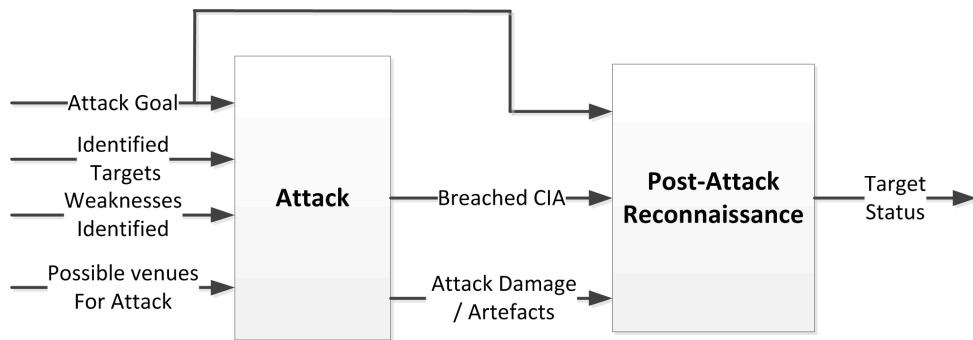 Attack Goal
Identified
Targets
Weaknesses
Identified
Possible venues
For Attack
Attack
Breached CIA
Attack Damage
/ Artefacts
Post-Attack
Reconnaissance
Target
Status